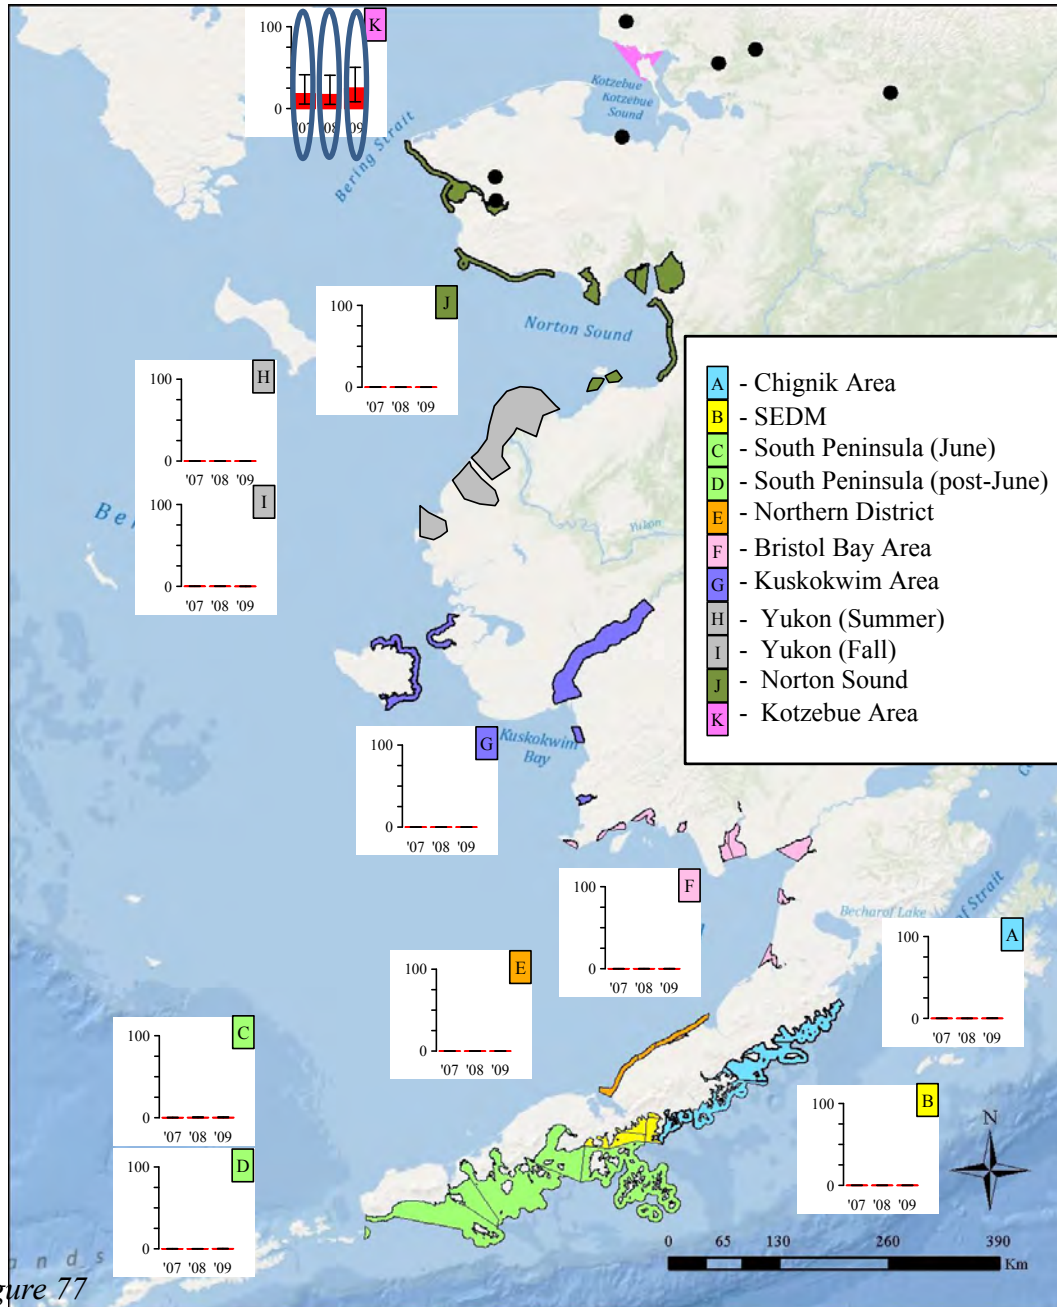 100
K
0
'07 '08 '09
Kotzebue
Kotzebue
Sound
Bering Strait
100
J
0
'07 '08 '09
Norton Sound
100
H
0
'07 '08 '09
100
I
0
'07 '08 '09
Ber
Yukon
A - Chignik Area
B - SEDM
C - South Peninsula (June)
D - South Peninsula (post-June)
E - Northern District
F - Bristol Bay Area
G - Kuskokwim Area
H - Yukon (Summer)
I - Yukon (Fall)
J - Norton Sound
K - Kotzebue Area
Kuskokwim
Bay
100
G
0
'07 '08 '09
100
F
0
'07 '08 '09
Becharof Lake
of Strait
100
A
0
'07 '08 '09
100
E
0
'07 '08 '09
100
C
0
'07 '08 '09
100
B
0
'07 '08 '09
100
D
0
'07 '08 '09
N
0 65 130 260 390
Km
ands
gure 77